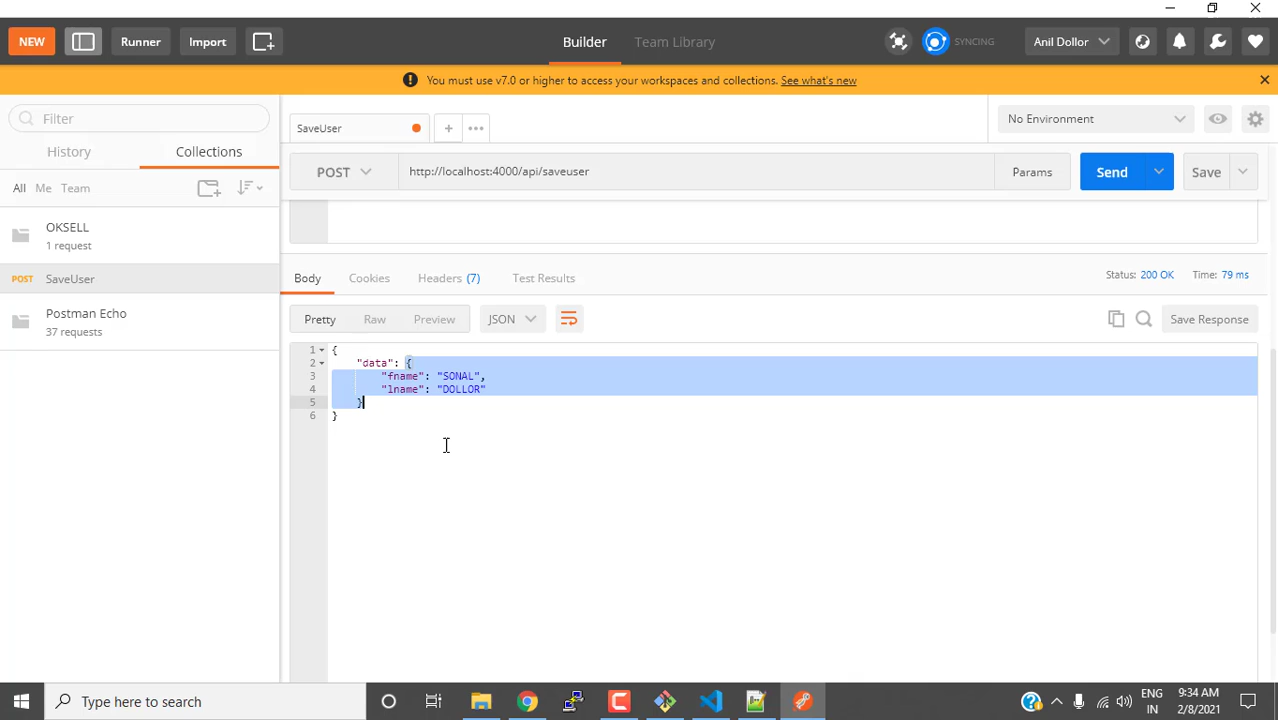 NEW
Runner
Import
Builder
Team Library
SYNCING
Anil Dollor
You must use v7.0 or higher to access your workspaces and collections. See what's new
Filter
History
Collections
All Me Team
OKSELL
1 request
POST SaveUser
Postman Echo
37 requests
SaveUser
No Environment
POST
http://localhost:4000/api/saveuser
Params
Send
Save
Body
Cookies
Headers (7)
Test Results
Status: 200 OK
Time: 79 ms
Pretty
Raw
Preview
JSON
Save Response
1 {
2 "data": {
3 "fname": "SONAL",
4 "lname": "DOLLOR"
5 }
6 }
Type here to search
ENG
IN
9:34 AM
2/8/2021